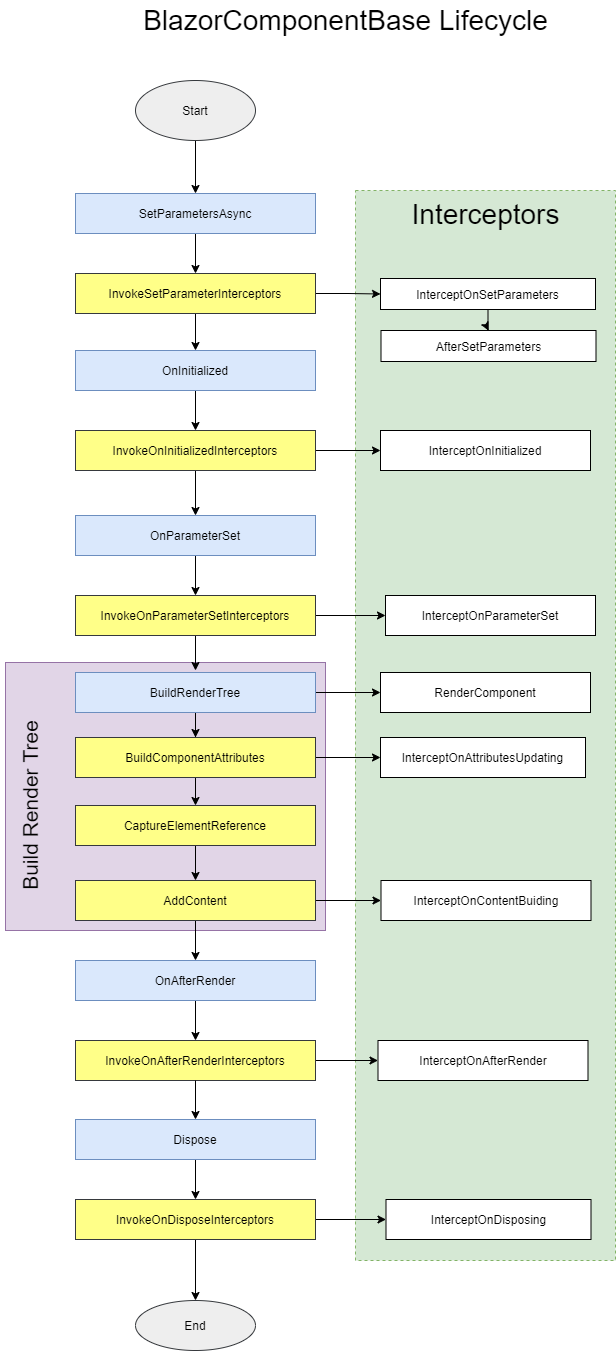 BlazorComponentBase Lifecycle
Start
SetParametersAsync
Interceptors
InvokeSetParameterInterceptors
InterceptOnSetParameters
AfterSetParameters
OnInitialized
InvokeOnInitializedInterceptors
InterceptOnInitialized
OnParameterSet
InvokeOnParameterSetInterceptors
InterceptOnParameterSet
Build Render Tree
BuildRenderTree
RenderComponent
BuildComponentAttributes
InterceptOnAttributesUpdating
CaptureElementReference
AddContent
InterceptOnContentBuiding
OnAfterRender
InvokeOnAfterRenderInterceptors
InterceptOnAfterRender
Dispose
InvokeOnDisposeInterceptors
InterceptOnDisposing
End